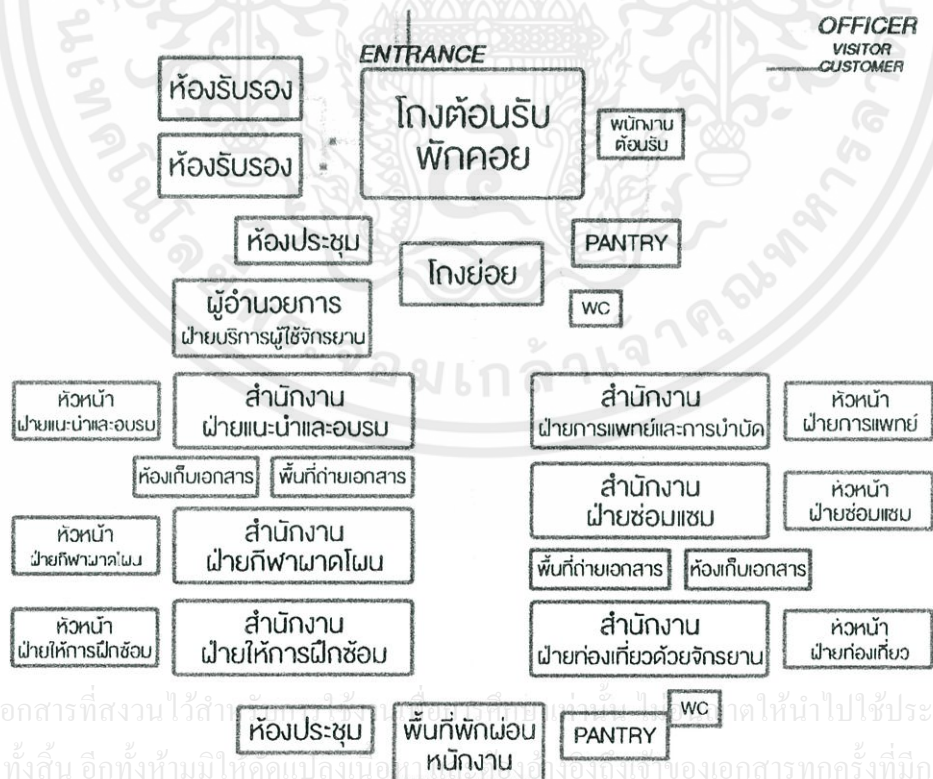 ENTRANCE
OFFICER
VISITOR
CUSTOMER
ห้องรับรอง
ห้องรับรอง
โถงต้อนรับ
พักคอย
พนักงาน
ต้อนรับ
ห้องประชุม
โถงย่อย
PANTRY
WC
ผู้อำนวยการ
ฝ่ายบริการผู้ใช้จักรยาน
หัวหน้า
ฝ่ายแนะนำและอบรม
สำนักงาน
ฝ่ายแนะนำและอบรม
สำนักงาน
ฝ่ายการแพทย์และการบำบัด
หัวหน้า
ฝ่ายการแพทย์
ห้องเก็บเอกสาร
พื้นที่ถ่ายเอกสาร
สำนักงาน
ฝ่ายซ่อมแซม
หัวหน้า
ฝ่ายซ่อมแซม
หัวหน้า
ฝ่ายกีฬาผาดโผน
สำนักงาน
ฝ่ายกีฬาผาดโผน
พื้นที่ถ่ายเอกสาร
ห้องเก็บเอกสาร
หัวหน้า
ฝ่ายให้การฝึกซ้อม
สำนักงาน
ฝ่ายให้การฝึกซ้อม
สำนักงาน
ฝ่ายท่องเที่ยวด้วยจักรยาน
หัวหน้า
ฝ่ายท่องเที่ยว
ห้องประชุม
พื้นที่พักผ่อน
หนักงาน
PANTRY
WC